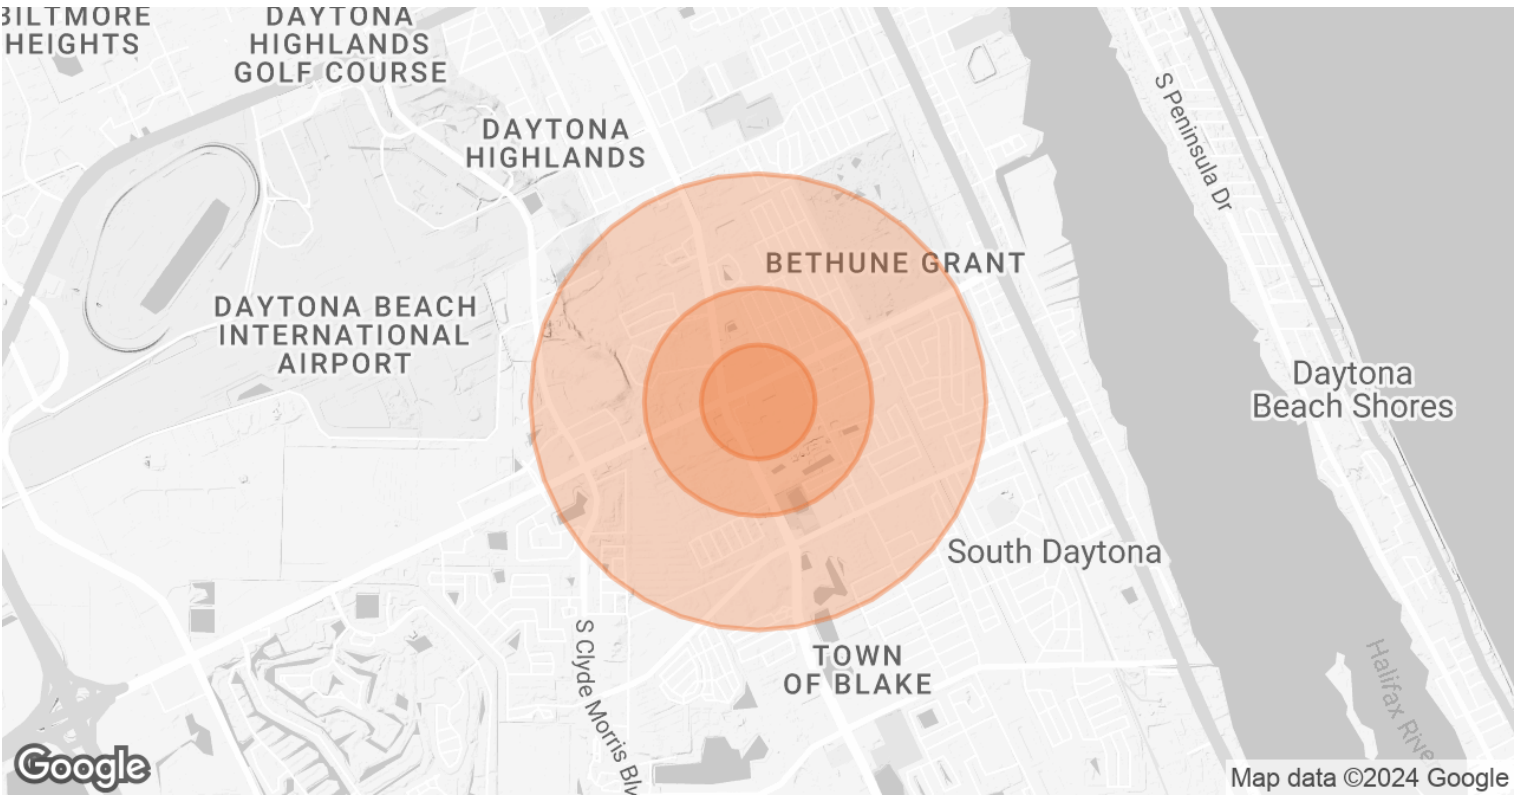 BILTMORE
HEIGHTS
DAYTONA
HIGHLANDS
GOLF COURSE
DAYTONA
HIGHLANDS
S Peninsula Dr
BETHUNE GRANT
DAYTONA BEACH
INTERNATIONAL
AIRPORT
Daytona
Beach Shores
South Daytona
S Clyde Morris Blv
TOWN
OF BLAKE
Halifax River
Google
Map data ©2024 Google